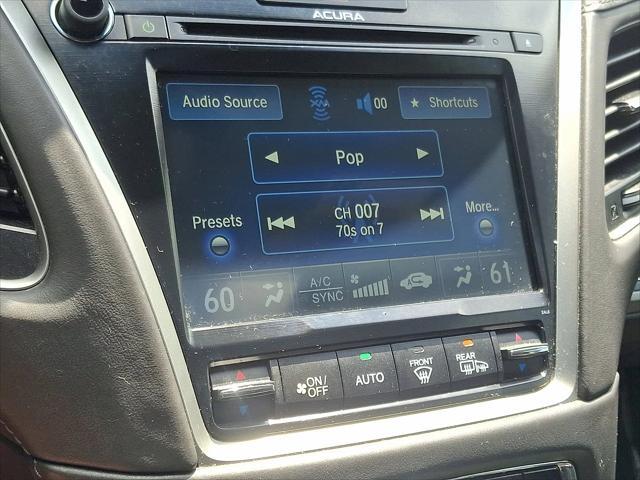 ACURA
Audio Source
XM
00
★ Shortcuts
Pop
Presets
CH 007
70s on 7
More...
60
A/C
SYNC
61
ON/
OFF
AUTO
FRONT
REAR